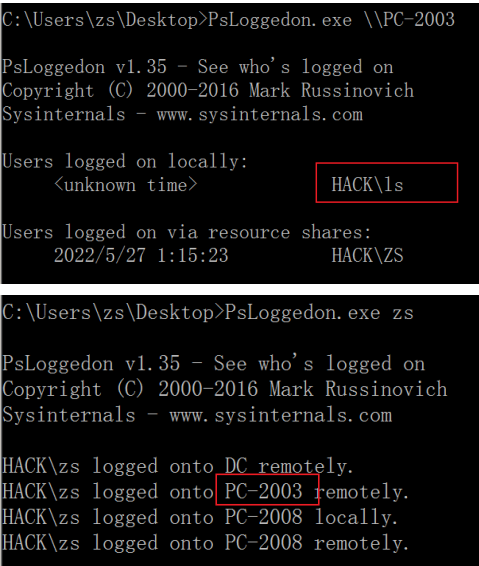 C:\Users\zs\Desktop>PsLoggedon.exe \\PC-2003
PsLoggedon v1.35 - See who's logged on
Copyright (C) 2000-2016 Mark Russinovich
Sysinternals - www.sysinternals.com
Users logged on locally:
<unknown time> HACK\ls
Users logged on via resource shares:
2022/5/27 1:15:23 HACK\ZS
C:\Users\zs\Desktop>PsLoggedon.exe zs
PsLoggedon v1.35 - See who's logged on
Copyright (C) 2000-2016 Mark Russinovich
Sysinternals - www.sysinternals.com
HACK\zs logged onto DC remotely.
HACK\zs logged onto PC-2003 remotely.
HACK\zs logged onto PC-2008 locally.
HACK\zs logged onto PC-2008 remotely.